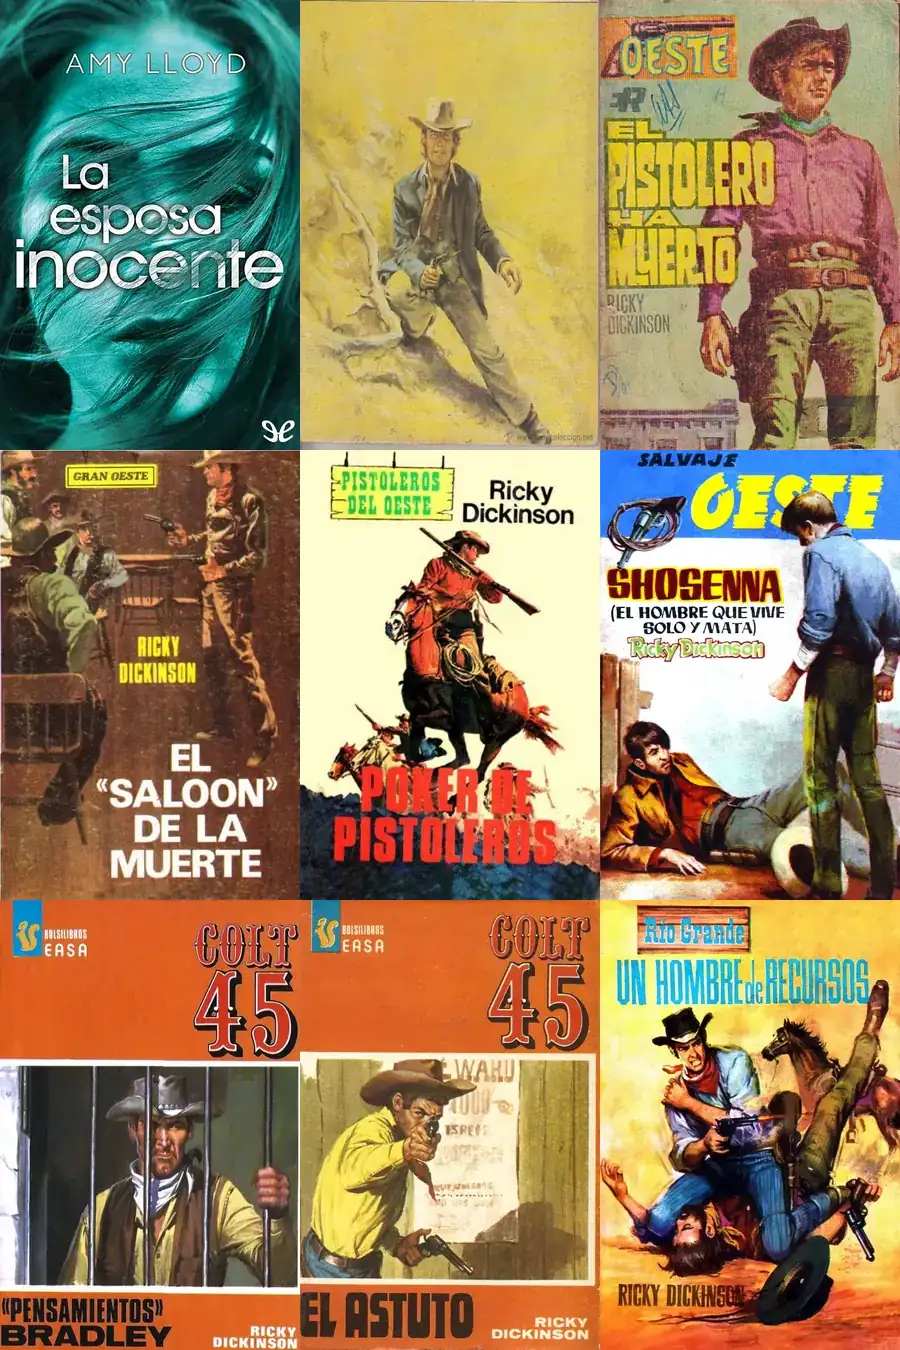 AMY LLOYD
La
esposa
inocente
OESTE
EL
PISTOLERO
HA
MUERTO
RICKY
DICKINSON
GRAN OESTE
RICKY
DICKINSON
EL
«SALOON»
DE LA
MUERTE
PISTOLEROS
DEL OESTE
Ricky
Dickinson
POKER DE
PISTOLEROS
SALVAJE
OESTE
SHOSENNA
(EL HOMBRE QUE VIVE
SOLO Y MATA)
Ricky Dickinson
BOLSILIBROS
EASA
COLT
45
«PENSAMIENTOS»
BRADLEY
RICKY
DICKINSON
BOLSILIBROS
EASA
COLT
45
EL ASTUTO
RICKY
DICKINSON
Río Grande
UN HOMBRE de RECURSOS
RICKY DICKINSON